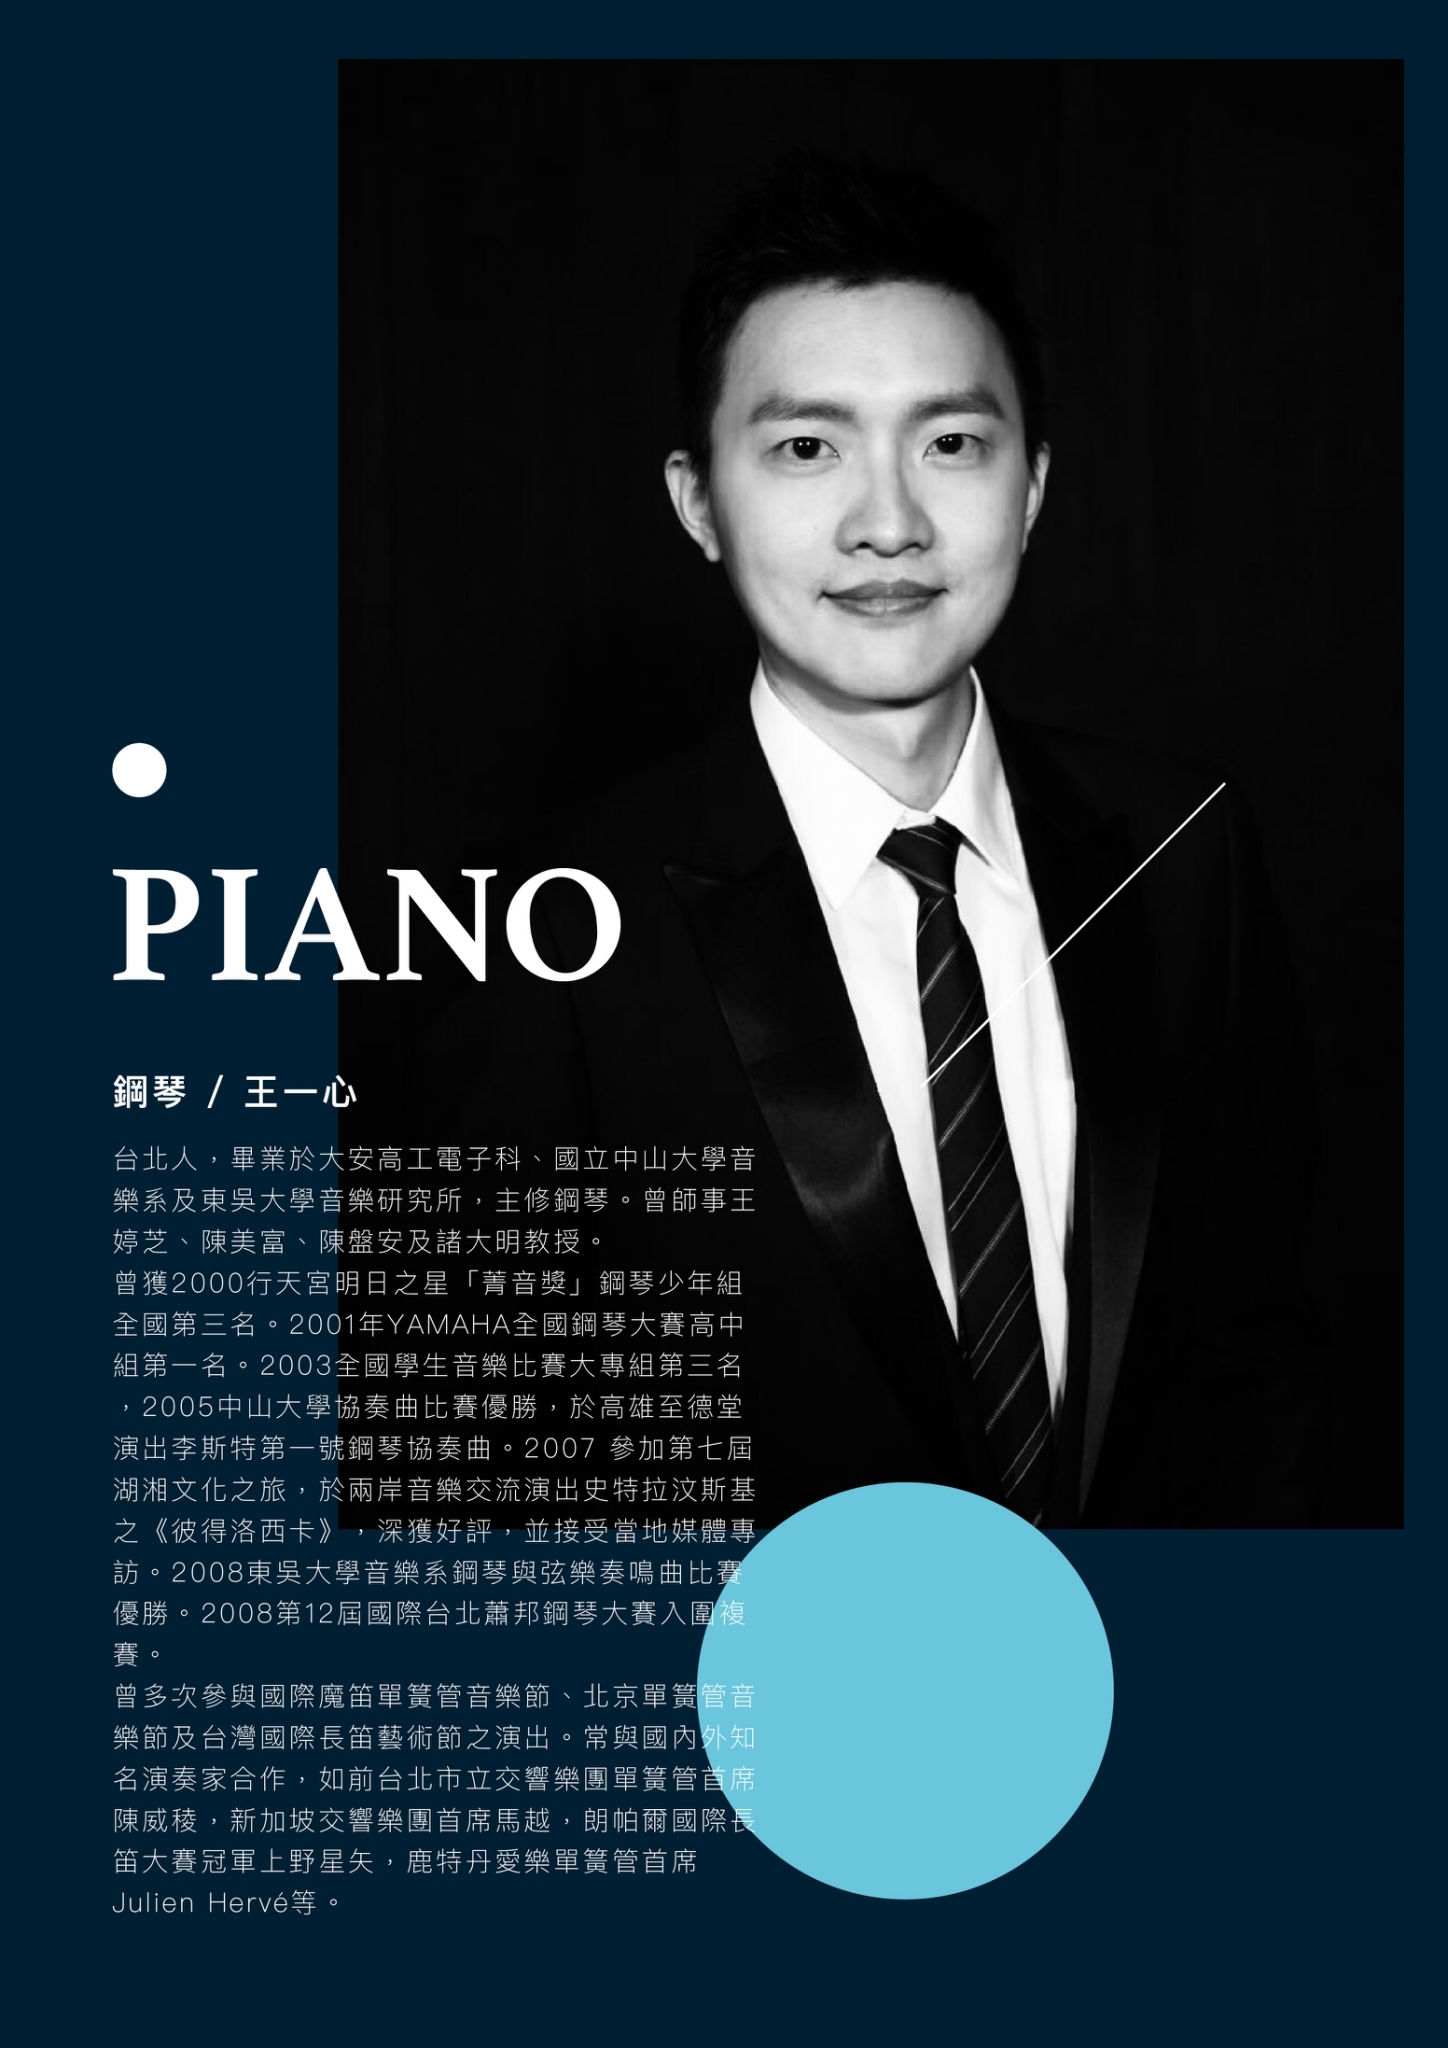 PIANO
鋼琴 / 王一心
台北人，畢業於大安高工電子科、國立中山大學音
樂系及東吳大學音樂研究所，主修鋼琴。曾師事王
婷芝、陳美富、陳盤安及諸大明教授。
曾獲2000行天宮明日之星「菁音獎」鋼琴少年組
全國第三名。2001年YAMAHA全國鋼琴大賽高中
組第一名。2003全國學生音樂比賽大專組第三名
，2005中山大學協奏曲比賽優勝，於高雄至德堂
演出李斯特第一號鋼琴協奏曲。2007 參加第七屆
湖湘文化之旅，於兩岸音樂交流演出史特拉汶斯基
之《彼得洛西卡》，深獲好評，並接受當地媒體專
訪。2008東吳大學音樂系鋼琴與弦樂奏鳴曲比賽
優勝。2008第12屆國際台北蕭邦鋼琴大賽入圍複
賽。
曾多次參與國際魔笛單簧管音樂節、北京單簧管音
樂節及台灣國際長笛藝術節之演出。常與國內外知
名演奏家合作，如前台北市立交響樂團單簧管首席
陳威稜，新加坡交響樂團首席馬越，朗帕爾國際長
笛大賽冠軍上野星矢，鹿特丹愛樂單簧管首席
Julien Hervé等。